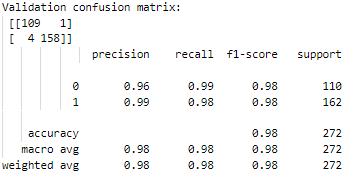 Validation confusion matrix:
[[109 1]
[ 4 158]]
precision recall f1-score support
0 0.96 0.99 0.98 110
1 0.99 0.98 0.98 162
accuracy 0.98 272
macro avg 0.98 0.98 0.98 272
weighted avg 0.98 0.98 0.98 272